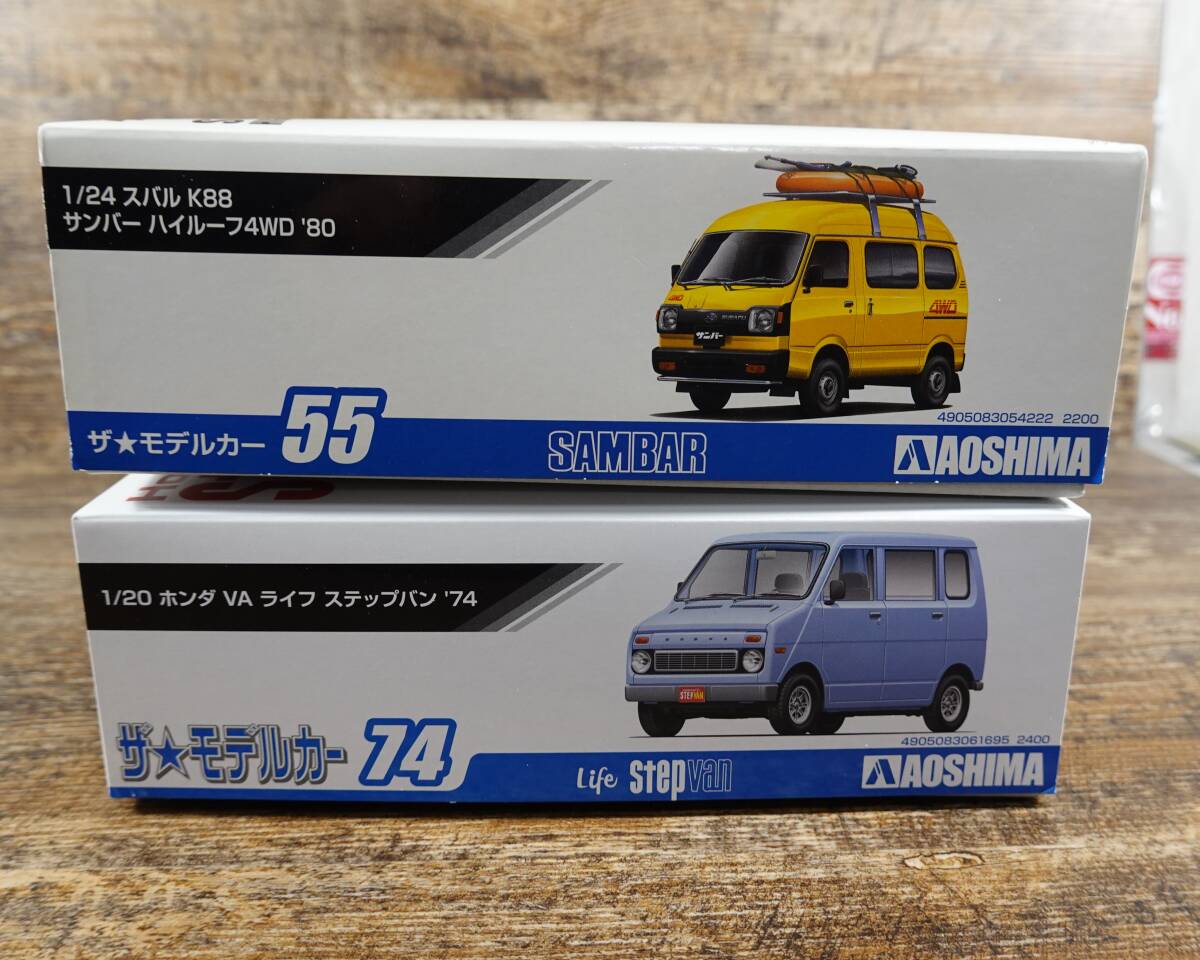 1/24 スバル K88
サンバー ハイルーフ4WD '80
4WD
SUBARU
サンバー
4WD
4905083054222 2200
ザ★モデルカー 55
SAMBAR
AOSHIMA
1/20 ホンダ VA ライフ ステップバン '74
HONDA
STEPVAN
4905083061695 2400
ザ★モデルカー 74
Life StepVan
AOSHIMA